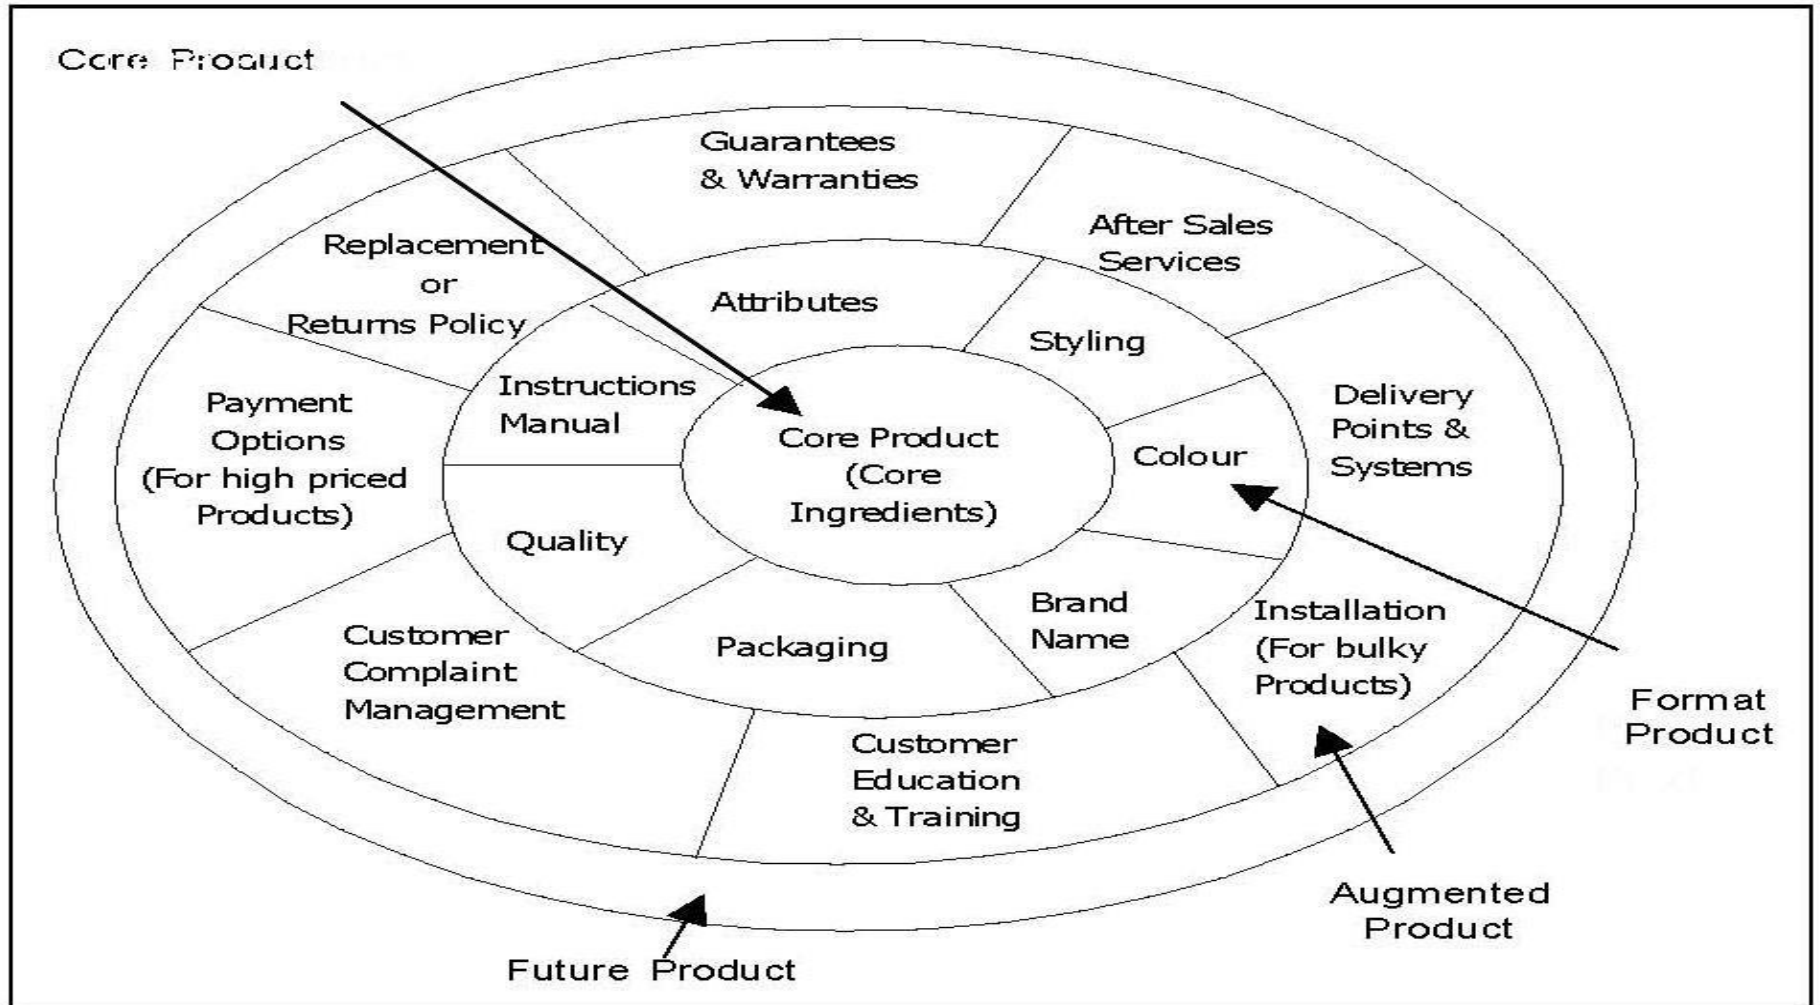 Core Product
Guarantees
& Warranties
After Sales
Services
Replacement
or
Returns Policy
Attributes
Styling
Instructions
Manual
Payment
Options
(For high priced
Products)
Delivery
Points &
Systems
Core Product
(Core
Ingredients)
Colour
Quality
Brand
Name
Packaging
Installation
(For bulky
Products)
Customer
Complaint
Management
Customer
Education
& Training
Format
Product
Augmented
Product
Future Product